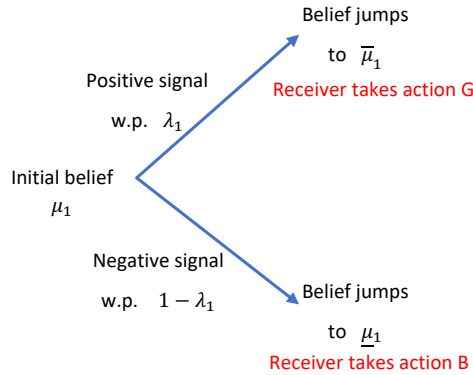 Belief jumps
to μ̅₁
Receiver takes action G
Positive signal
w.p. λ₁
Initial belief
μ₁
Negative signal
w.p. 1 − λ₁
Belief jumps
to μ̲₁
Receiver takes action B